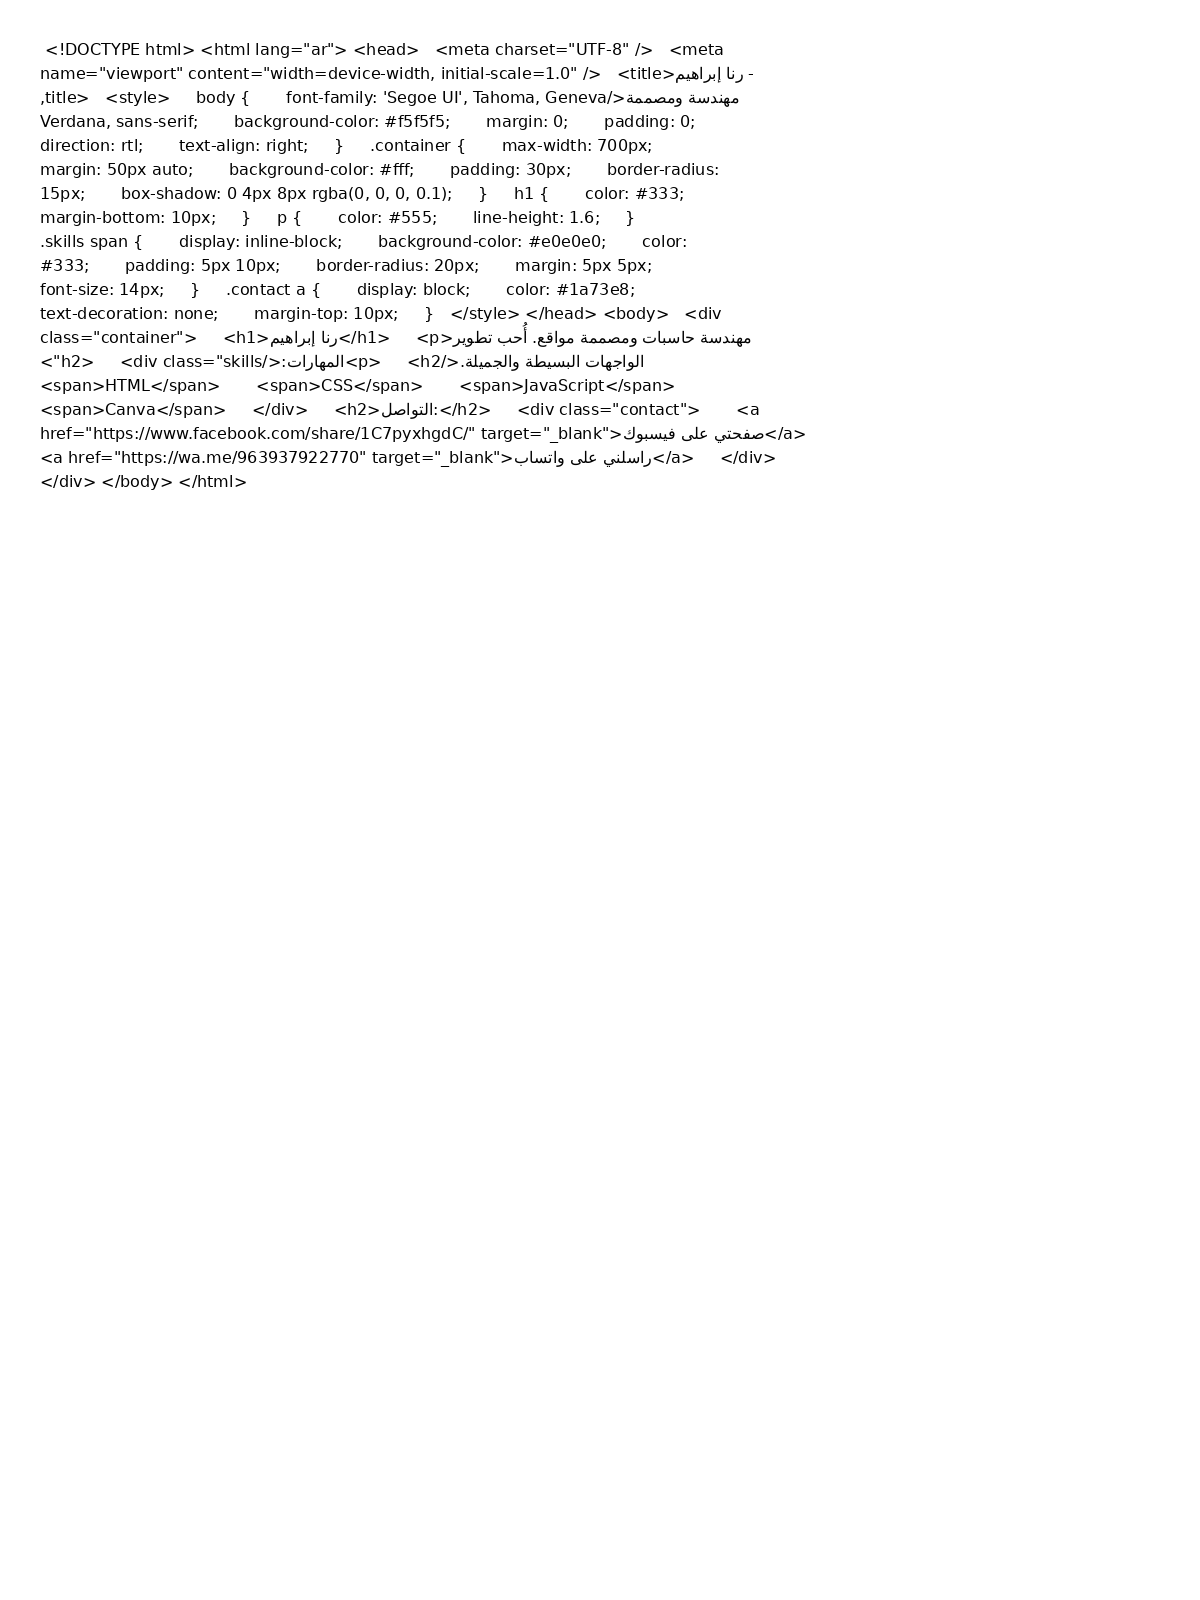 <!DOCTYPE html> <html lang="ar"> <head>   <meta charset="UTF-8" />   <meta
name="viewport" content="width=device-width, initial-scale=1.0" />   <title>رنا إبراهيم -
مهندسة ومصممة</title>   <style>     body {       font-family: 'Segoe UI', Tahoma, Geneva,
Verdana, sans-serif;       background-color: #f5f5f5;       margin: 0;       padding: 0;
direction: rtl;       text-align: right;     }     .container {       max-width: 700px;
margin: 50px auto;       background-color: #fff;       padding: 30px;       border-radius:
15px;       box-shadow: 0 4px 8px rgba(0, 0, 0, 0.1);     }     h1 {       color: #333;
margin-bottom: 10px;     }     p {       color: #555;       line-height: 1.6;     }
.skills span {       display: inline-block;       background-color: #e0e0e0;       color:
#333;       padding: 5px 10px;       border-radius: 20px;       margin: 5px 5px;
font-size: 14px;     }     .contact a {       display: block;       color: #1a73e8;
text-decoration: none;       margin-top: 10px;     }   </style> </head> <body>   <div
class="container">     <h1>رنا إبراهيم</h1>     <p>مهندسة حاسبات ومصممة مواقع. أُحب تطوير
الواجهات البسيطة والجميلة.</p>     <h2>المهارات:</h2>     <div class="skills">
<span>HTML</span>       <span>CSS</span>       <span>JavaScript</span>
<span>Canva</span>     </div>     <h2>التواصل:</h2>     <div class="contact">       <a
href="https://www.facebook.com/share/1C7pyxhgdC/" target="_blank">صفحتي على فيسبوك</a>
<a href="https://wa.me/963937922770" target="_blank">راسلني على واتساب</a>     </div>
</div> </body> </html>